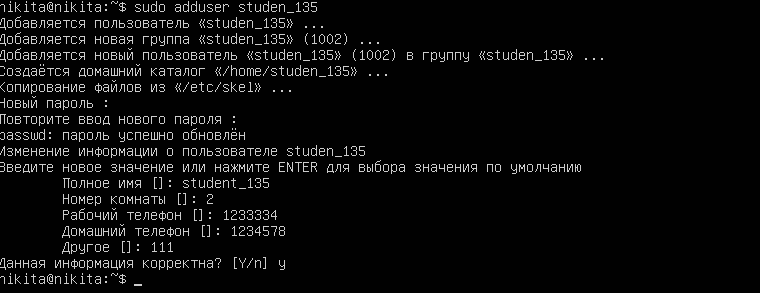 nikita@nikita:~$ sudo adduser studen_135
Добавляется пользователь «studen_135» ...
Добавляется новая группа «studen_135» (1002) ...
Добавляется новый пользователь «studen_135» (1002) в группу «studen_135» ...
Создаётся домашний каталог «/home/studen_135» ...
Копирование файлов из «/etc/skel» ...
Новый пароль :
Повторите ввод нового пароля :
passwd: пароль успешно обновлён
Изменение информации о пользователе studen_135
Введите новое значение или нажмите ENTER для выбора значения по умолчанию
Полное имя []: student_135
Номер комнаты []: 2
Рабочий телефон []: 1233334
Домашний телефон []: 1234578
Другое []: 111
Данная информация корректна? [Y/n] y
nikita@nikita:~$ _